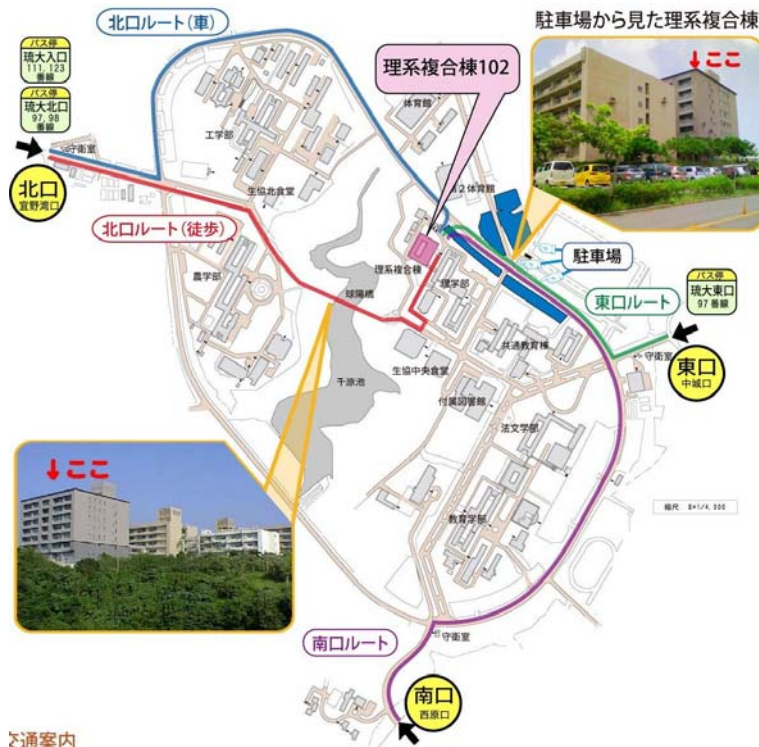 北口ルート(車)
駐車場から見た理系複合棟
↓ここ
バス停
琉大入口
111, 123
番線
バス停
琉大北口
97, 98
番線
守衛室
北口
宜野湾口
工学部
生協北食堂
北口ルート(徒歩)
理系複合棟102
体育館
第2体育館
駐車場
農学部
球陽橋
理系複合棟
理学部
東口ルート
バス停
琉大東口
97番線
共通教育棟
守衛室
東口
中城口
生協中央食堂
千原池
付属図書館
法文学部
↓ここ
教育学部
縮尺 S=1/4,000
南口ルート
守衛室
南口
西原口
交通案内